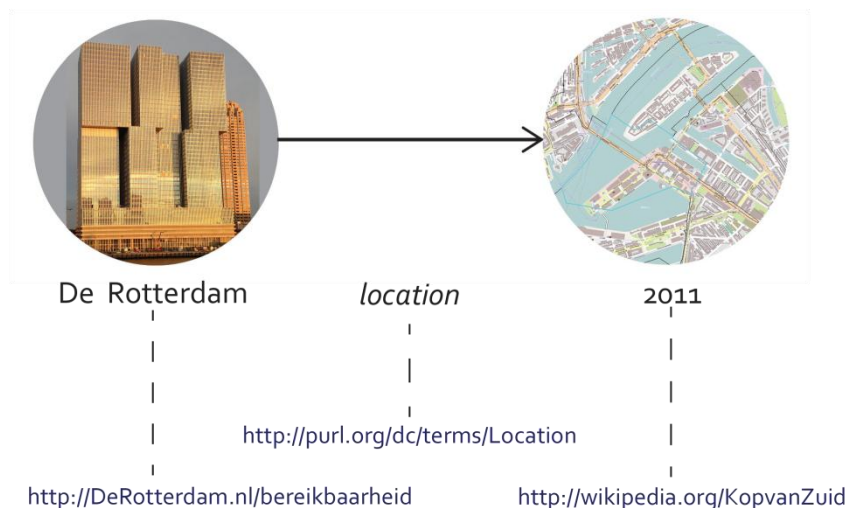 De Rotterdam
location
2011
http://purl.org/dc/terms/Location
http://DeRotterdam.nl/bereikbaarheid
http://wikipedia.org/KopvanZuid